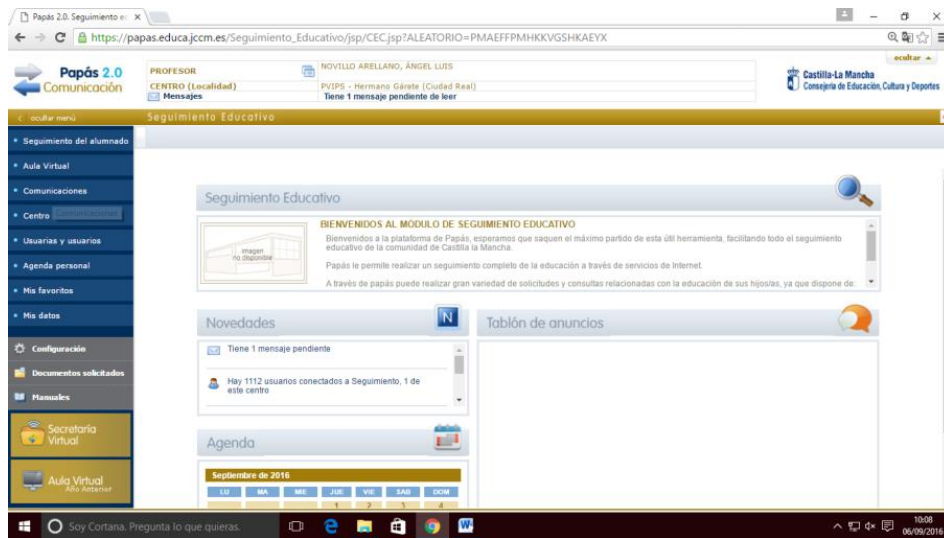 Papás 2.0. Seguimiento e
https://papas.educa.jccm.es/Seguimiento_Educativo/jsp/CEC.jsp?ALEATORIO=PMAEFFPMHKKVGSHKAEYX
ocultar
Papás 2.0
Comunicación
PROFESOR
NOVILLO ARELLANO, ÁNGEL LUIS
CENTRO (Localidad)
PVIPS - Hermano Gárate (Ciudad Real)
Mensajes
Tiene 1 mensaje pendiente de leer
Castilla-La Mancha
Consejería de Educación, Cultura y Deportes
ocultar menú
Seguimiento Educativo
Seguimiento del alumnado
Aula Virtual
Comunicaciones
Centro
Comunicaciones
Usuarias y usuarios
Agenda personal
Mis favoritos
Mis datos
Configuración
Documentos solicitados
Manuales
Secretaría
Virtual
Aula Virtual
Año Anterior
Seguimiento Educativo
imagen
no disponible
BIENVENIDOS AL MÓDULO DE SEGUIMIENTO EDUCATIVO
Bienvenidos a la plataforma de Papás, esperamos que saquen el máximo partido de esta útil herramienta, facilitando todo el seguimiento
educativo de la comunidad de Castilla la Mancha.
Papás le permite realizar un seguimiento completo de la educación a través de servicios de Internet.
A través de papás puede realizar gran variedad de solicitudes y consultas relacionadas con la educación de sus hijos/as, ya que dispone de:
Novedades
N
Tiene 1 mensaje pendiente
Hay 1112 usuarios conectados a Seguimiento, 1 de
este centro
Tablón de anuncios
Agenda
Septiembre de 2016
LU MA MIE JUE VIE SAB DOM
1 2 3 4
Soy Cortana. Pregunta lo que quieras.
10:08
06/09/2016